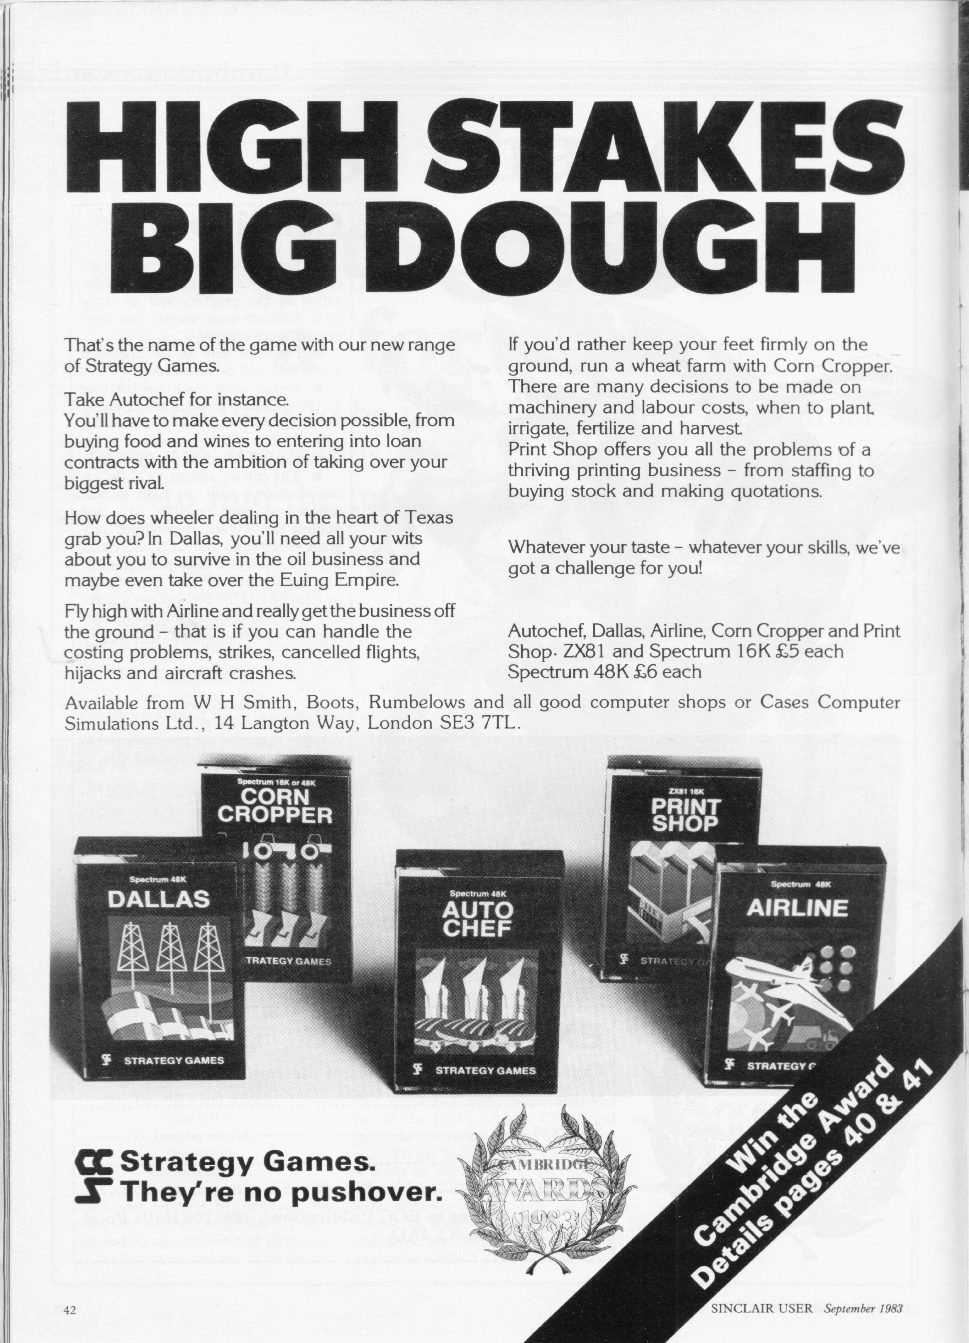 HIGH STAKES
BIG DOUGH
That's the name of the game with our new range
of Strategy Games.
Take Autochef for instance.
You'll have to make every decision possible, from
buying food and wines to entering into loan
contracts with the ambition of taking over your
biggest rival.
How does wheeler dealing in the heart of Texas
grab you? In Dallas, you'll need all your wits
about you to survive in the oil business and
maybe even take over the Euing Empire.
Fly high with Airline and really get the business off
the ground – that is if you can handle the
costing problems, strikes, cancelled flights,
hijacks and aircraft crashes.
If you'd rather keep your feet firmly on the
ground, run a wheat farm with Corn Cropper.
There are many decisions to be made on
machinery and labour costs, when to plant,
irrigate, fertilize and harvest.
Print Shop offers you all the problems of a
thriving printing business – from staffing to
buying stock and making quotations.
Whatever your taste – whatever your skills, we've
got a challenge for you!
Autochef, Dallas, Airline, Corn Cropper and Print
Shop. ZX81 and Spectrum 16K £5 each
Spectrum 48K £6 each
Available from W H Smith, Boots, Rumbelows and all good computer shops or Cases Computer
Simulations Ltd., 14 Langton Way, London SE3 7TL.
Spectrum 16K or 48K
CORN
CROPPER
TRATEGY GAMES
Spectrum 48K
DALLAS
STRATEGY GAMES
Spectrum 48K
AUTO
CHEF
STRATEGY GAMES
ZX81 16K
PRINT
SHOP
STRATEGY GA
Spectrum 48K
AIRLINE
STRATEGY G
Strategy Games.
They're no pushover.
CAMBRIDGE
AWARDS
1983
Win the
Cambridge Award
Details pages 40 & 41
42
SINCLAIR USER September 1983